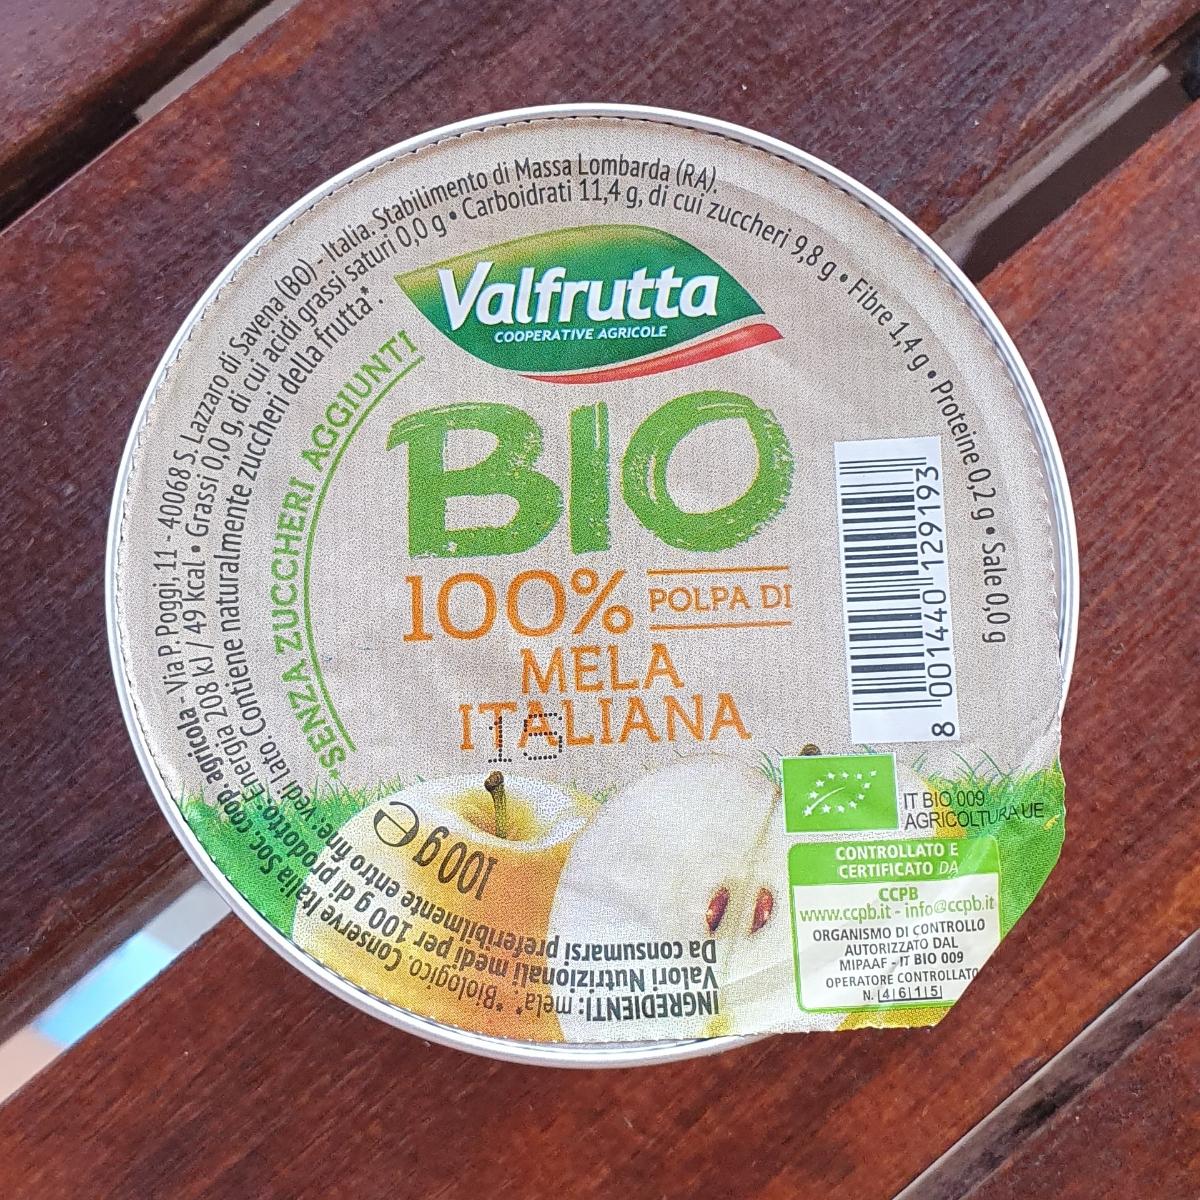 INGREDIENTI: mela*. *Biologico. Conserve Italia Soc. coop. agricola - Via P. Poggi, 11 - 40068 S. Lazzaro di Savena (BO) - Italia. Stabilimento di Massa Lombarda (RA).
Valori Nutrizionali medi per 100 g di prodotto: Energia 208 kJ / 49 kcal • Grassi 0,0 g, di cui acidi grassi saturi 0,0 g • Carboidrati 11,4 g, di cui zuccheri 9,8 g • Fibre 1,4 g • Proteine 0,2 g • Sale 0,0 g
Da consumarsi preferibilmente entro fine: vedi lato. Contiene naturalmente zuccheri della frutta*.
*SENZA ZUCCHERI AGGIUNTI
Valfrutta
COOPERATIVE AGRICOLE
BIO
100% POLPA DI
MELA
ITALIANA
15
100g e
8 001440 129193
IT BIO 009
AGRICOLTURA UE
CONTROLLATO E
CERTIFICATO DA
CCPB
www.ccpb.it - info@ccpb.it
ORGANISMO DI CONTROLLO
AUTORIZZATO DAL
MIPAAF - IT BIO 009
OPERATORE CONTROLLATO
N. |4|6|1|5|